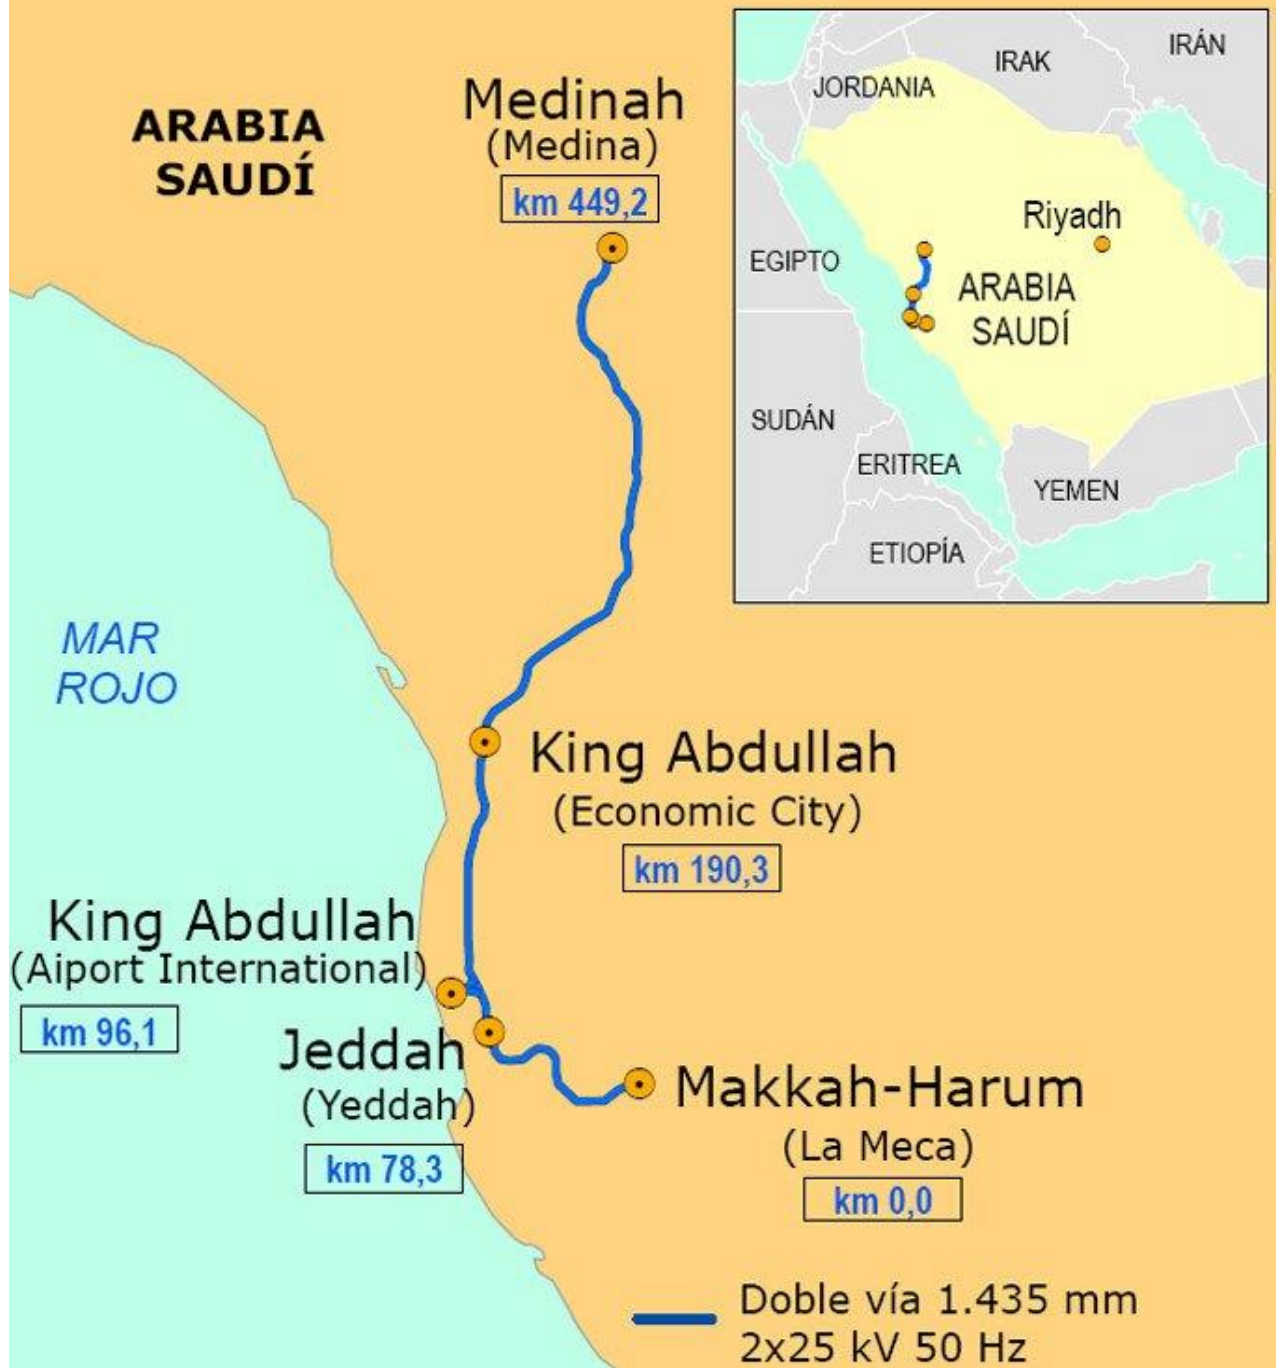 ARABIA
SAUDÍ
Medinah
(Medina)
km 449,2
MAR
ROJO
King Abdullah
(Economic City)
km 190,3
King Abdullah
(Aiport International)
km 96,1
Jeddah
(Yeddah)
km 78,3
Makkah-Harum
(La Meca)
km 0,0
Doble vía 1.435 mm
2x25 kV 50 Hz
IRÁN
IRAK
JORDANIA
Riyadh
EGIPTO
ARABIA
SAUDÍ
SUDÁN
ERITREA
YEMEN
ETIOPÍA